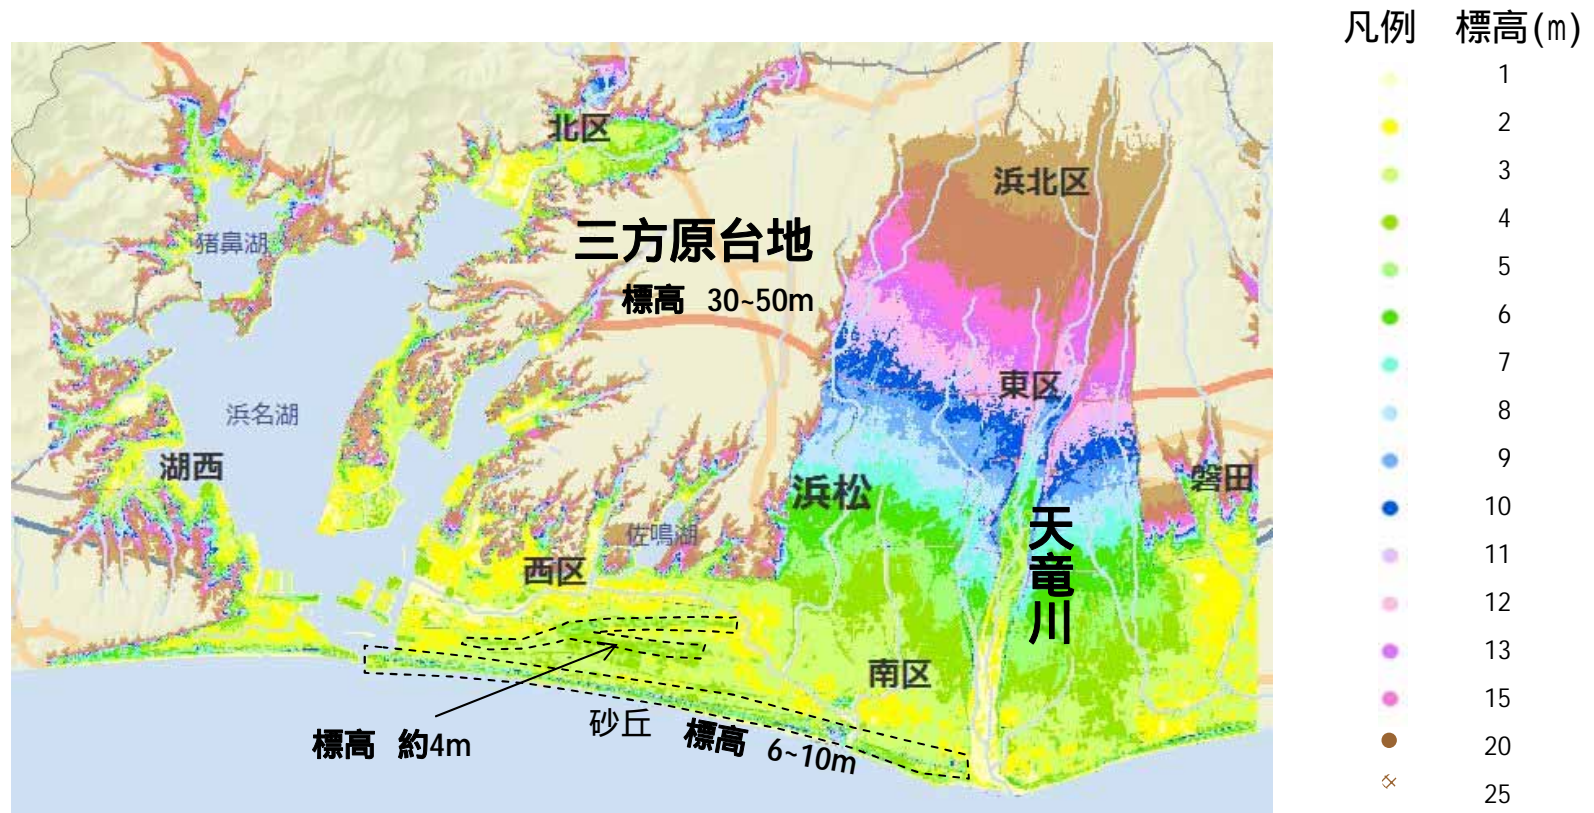 凡例 標高(m)
1
2
3
4
5
6
7
8
9
10
11
12
13
15
20
25
北区
浜北区
三方原台地
猪鼻湖
標高 30~50m
東区
浜名湖
湖西
浜松
磐田
天竜川
佐鳴湖
西区
南区
砂丘 標高 6~10m
標高 約4m